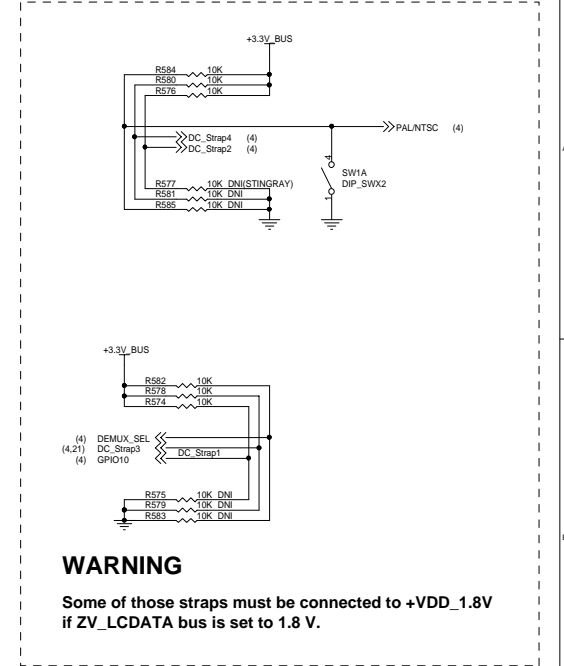 +3.3V_BUS
R584 10K
R580 10K
R576 10K
PAL/NTSC (4)
DC_Strap4 (4)
DC_Strap2 (4)
4
SW1A
DIP_SWX2
1
R577 10K DNI(STINGRAY)
R581 10K DNI
R585 10K DNI
+3.3V_BUS
R582 10K
R578 10K
R574 10K
(4) DEMUX_SEL
(4,21) DC_Strap3
DC_Strap1
(4) GPIO10
R575 10K DNI
R579 10K DNI
R583 10K DNI
WARNING
Some of those straps must be connected to +VDD_1.8V
if ZV_LCDATA bus is set to 1.8 V.